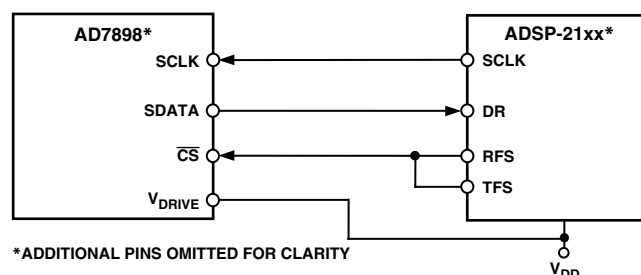 AD7898*
ADSP-21xx*
SCLK
SCLK
SDATA
DR
CS
RFS
TFS
VDRIVE
*ADDITIONAL PINS OMITTED FOR CLARITY
VDD